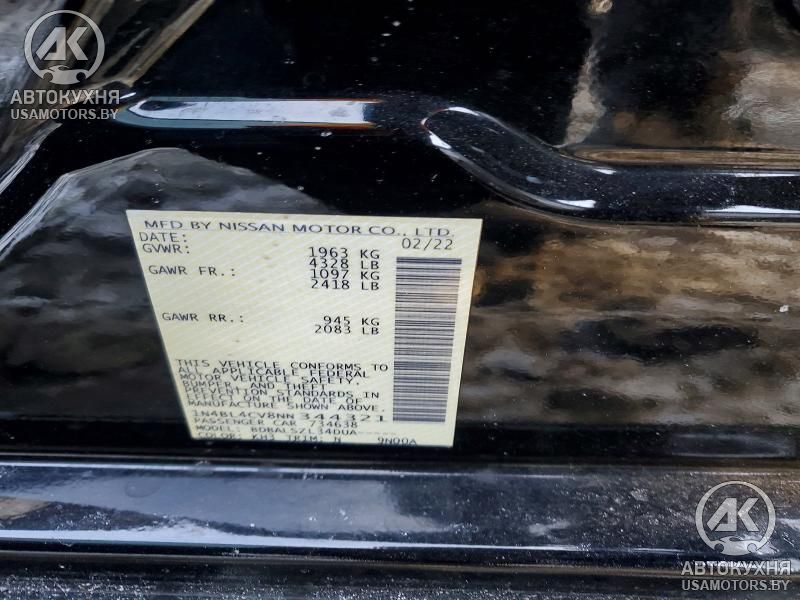 AK
АВТОКУХНЯ
USAMOTORS.BY
MFD BY NISSAN MOTOR CO., LTD.
DATE: 02/22
GVWR: 1963 KG
4328 LB
GAWR FR.: 1097 KG
2418 LB
GAWR RR.: 945 KG
2083 LB
THIS VEHICLE CONFORMS TO
ALL APPLICABLE FEDERAL
MOTOR VEHICLE SAFETY,
BUMPER, AND THEFT
PREVENTION STANDARDS IN
EFFECT ON THE DATE OF
MANUFACTURE SHOWN ABOVE.
1N4BL4CV8NN344321
PASSENGER CAR 734638
MODEL: BDBALSZL34DUA-----
COLOR: KH3 TRIM: N 9N00A
AK
АВТОКУХНЯ
USAMOTORS.BY